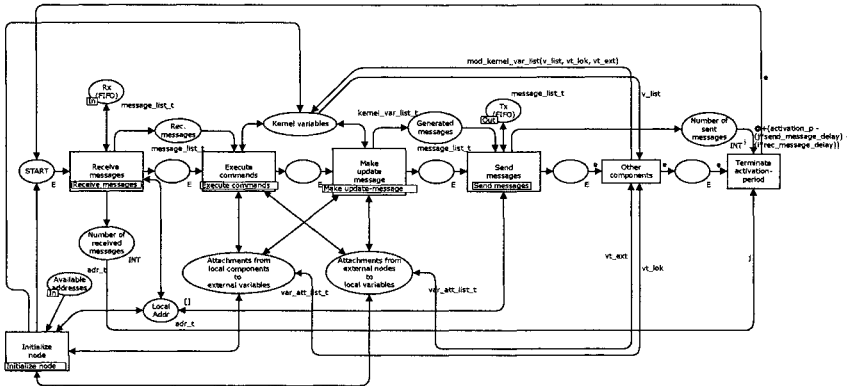 mod_kernel_var_list(v_list, vt_lok, vt_ext)
e
v_list
Rx
(FIFO)
In
message_list_t
Rec.
messages
message_list_t
Kernel variables
kernel_var_list_t
Generated
messages
message_list_t
Tx
(FIFO)
Out
message_list_t
Number of
sent messages
INT
@+(activation_p -
(j*send_message_delay) -
(i*rec_message_delay))
START
E
Receive
messages
Receive messages
E
Execute
commands
Execute commands
E
Make
update
message
Make update-message
E
Send
messages
Send messages
E
e
Other
components
e
E
e
Terminate
activation-
period
Number of
received
messages
INT
adr_t
Available
addresses
In
Local
Addr
[]
adr_t
Attachments from
local components
to
external variables
var_att_list_t
Attachments from
external nodes
to
local variables
var_att_list_t
vt_ext
vt_lok
Initialize
node
Initialize node